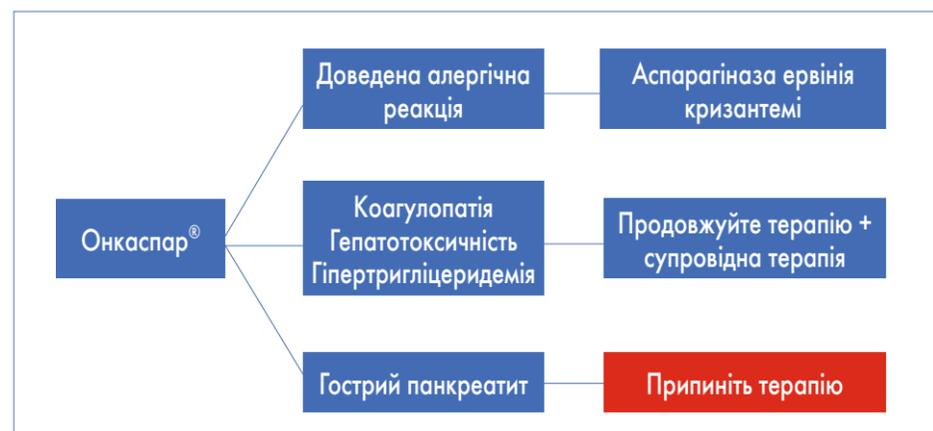 Онкаспар®
Доведена алергічна
реакція
Аспарагіназа ервінія
кризантемі
Коагулопатія
Гепатотоксичність
Гіпертригліцеридемія
Продовжуйте терапію +
супровідна терапія
Гострий панкреатит
Припиніть терапію